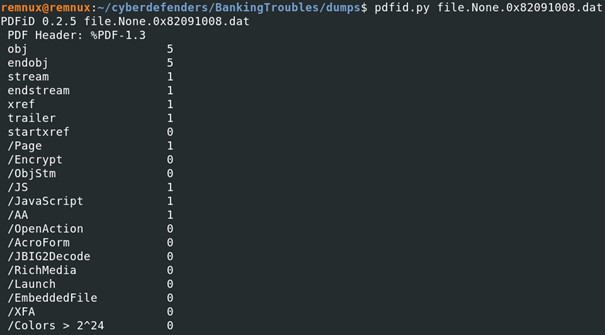 remnux@remnux:~/cyberdefenders/BankingTroubles/dumps$ pdfid.py file.None.0x82091008.dat
PDFiD 0.2.5 file.None.0x82091008.dat
PDF Header: %PDF-1.3
obj 5
endobj 5
stream 1
endstream 1
xref 1
trailer 1
startxref 0
/Page 1
/Encrypt 0
/ObjStm 0
/JS 1
/JavaScript 1
/AA 1
/OpenAction 0
/AcroForm 0
/JBIG2Decode 0
/RichMedia 0
/Launch 0
/EmbeddedFile 0
/XFA 0
/Colors > 2^24 0